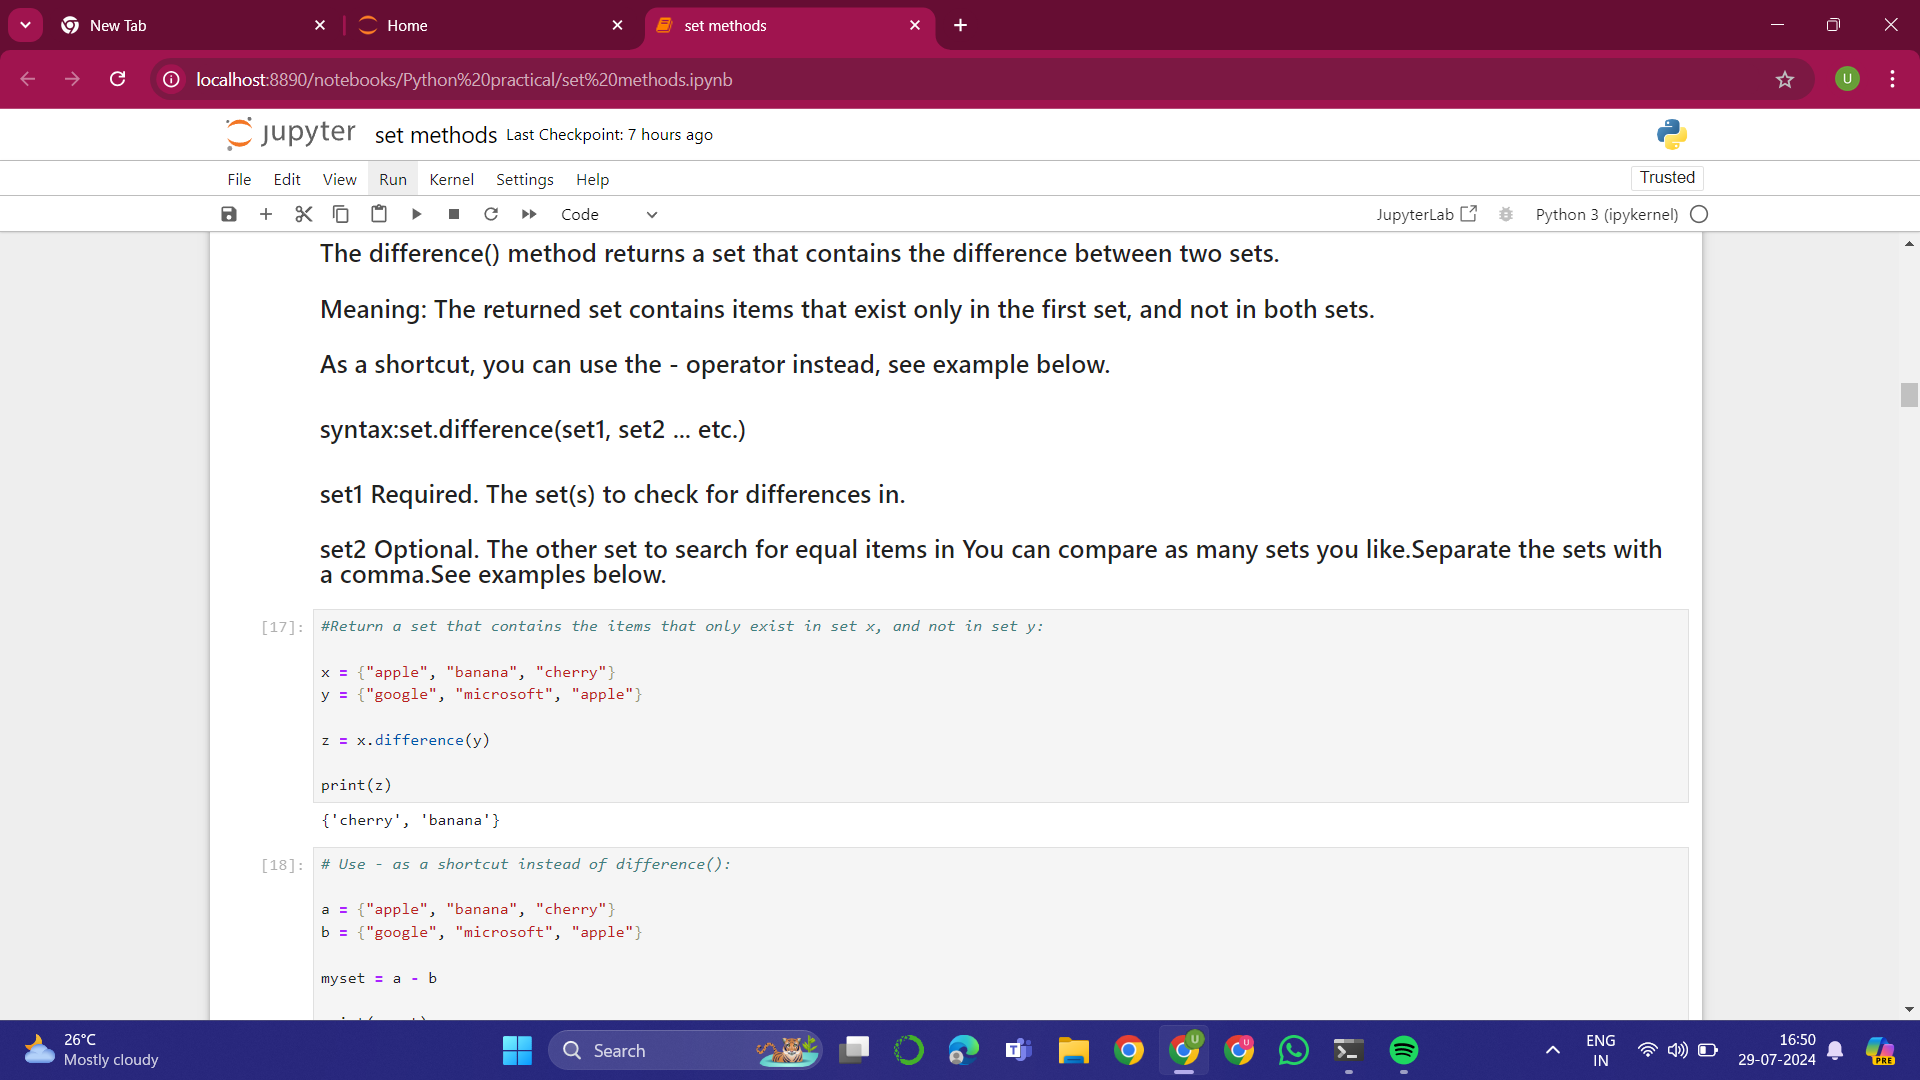 New Tab
Home
set methods
localhost:8890/notebooks/Python%20practical/set%20methods.ipynb
U
jupyter set methods Last Checkpoint: 7 hours ago
File Edit View Run Kernel Settings Help
Trusted
Code
JupyterLab
Python 3 (ipykernel)
The difference() method returns a set that contains the difference between two sets.
Meaning: The returned set contains items that exist only in the first set, and not in both sets.
As a shortcut, you can use the - operator instead, see example below.
syntax:set.difference(set1, set2 ... etc.)
set1 Required. The set(s) to check for differences in.
set2 Optional. The other set to search for equal items in You can compare as many sets you like.Separate the sets with
a comma.See examples below.
[17]: #Return a set that contains the items that only exist in set x, and not in set y:
x = {"apple", "banana", "cherry"}
y = {"google", "microsoft", "apple"}
z = x.difference(y)
print(z)
{'cherry', 'banana'}
[18]: # Use - as a shortcut instead of difference():
a = {"apple", "banana", "cherry"}
b = {"google", "microsoft", "apple"}
myset = a - b
26°C
Mostly cloudy
Search
ENG
IN
16:50
29-07-2024
PRE